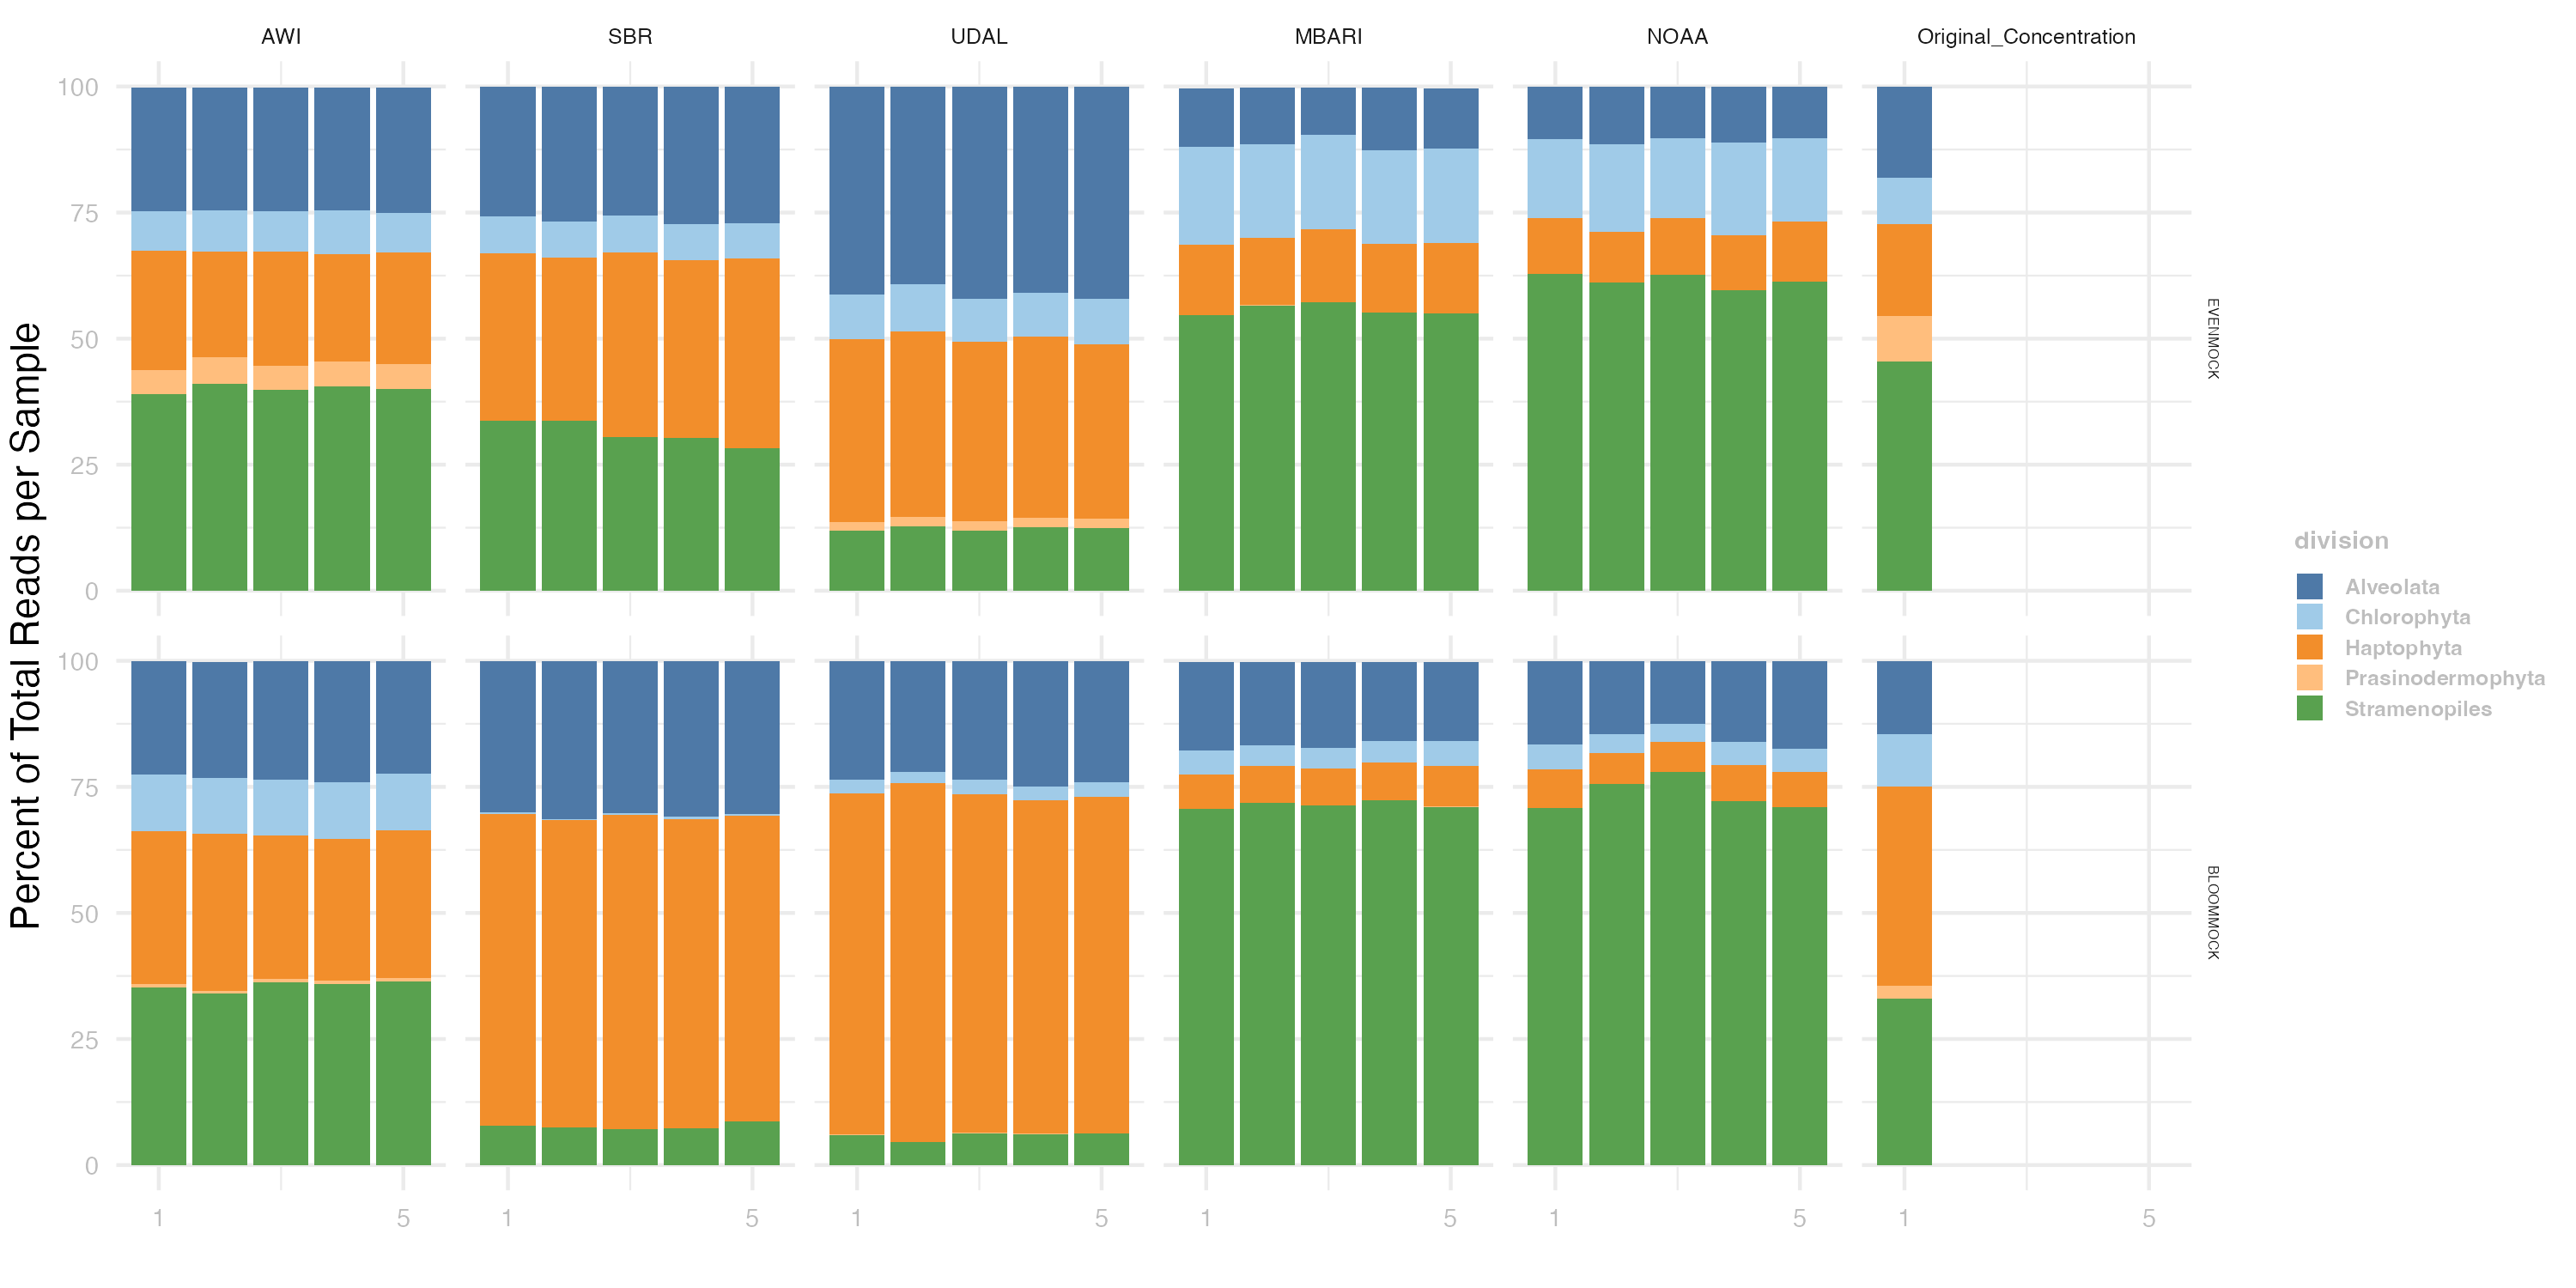 AWI SBR UDAL MBARI NOAA Original_Concentration
Percent of Total Reads per Sample
100
75
50
25
0
EVENMOCK
100
75
50
25
0
BLOOMMOCK
1 5 1 5 1 5 1 5 1 5 1 5
division
Alveolata
Chlorophyta
Haptophyta
Prasinodermophyta
Stramenopiles